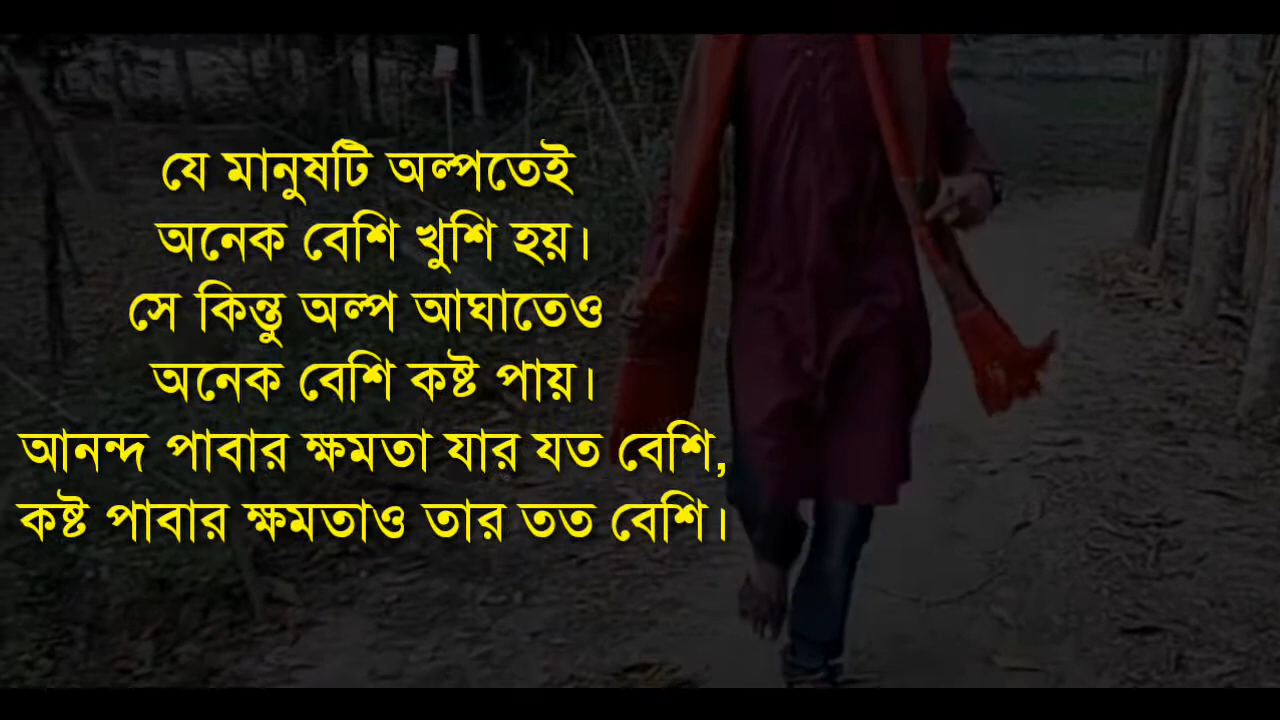 যে মানুষটি অল্পতেই
অনেক বেশি খুশি হয়।
সে কিন্তু অল্প আঘাতেও
অনেক বেশি কষ্ট পায়।
আনন্দ পাবার ক্ষমতা যার যত বেশি,
কষ্ট পাবার ক্ষমতাও তার তত বেশি।